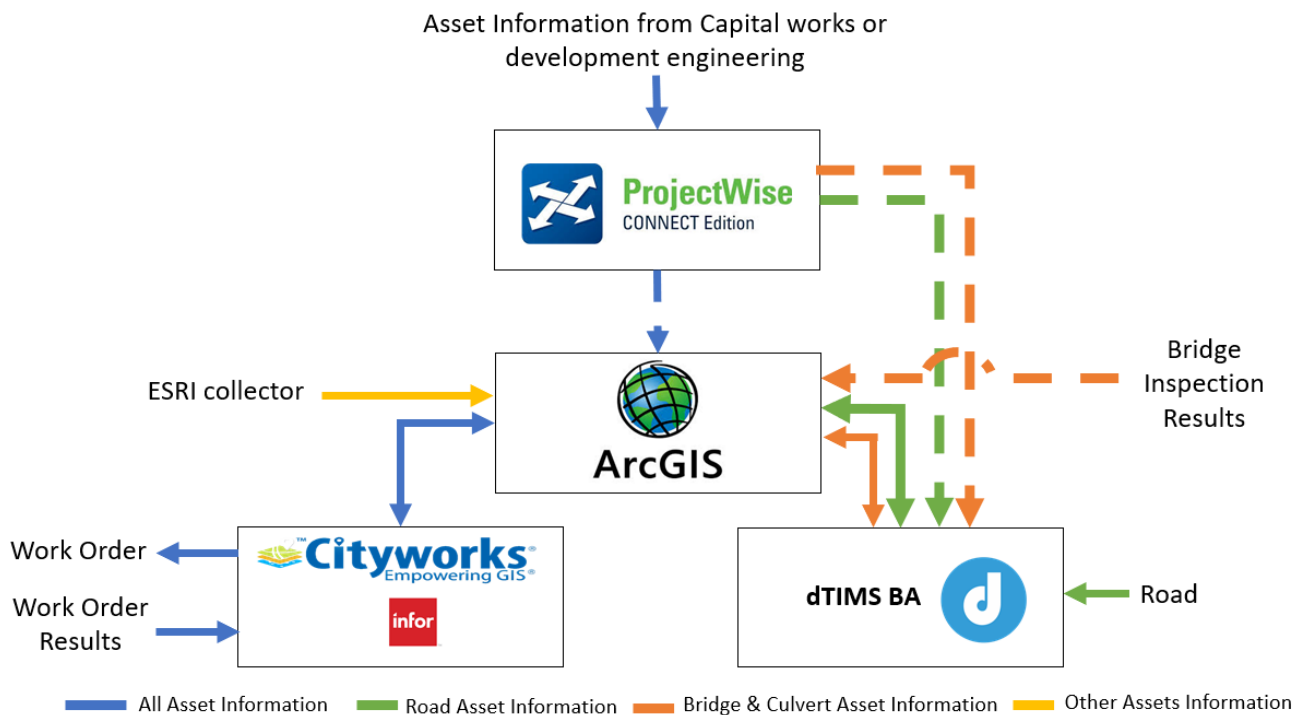 Asset Information from Capital works or
development engineering
ProjectWise
CONNECT Edition
ESRI collector
ArcGIS
Bridge
Inspection
Results
Work Order
Work Order
Results
™Cityworks®
Empowering GIS®
infor
dTIMS BA
d
Road
All Asset Information
Road Asset Information
Bridge & Culvert Asset Information
Other Assets Information